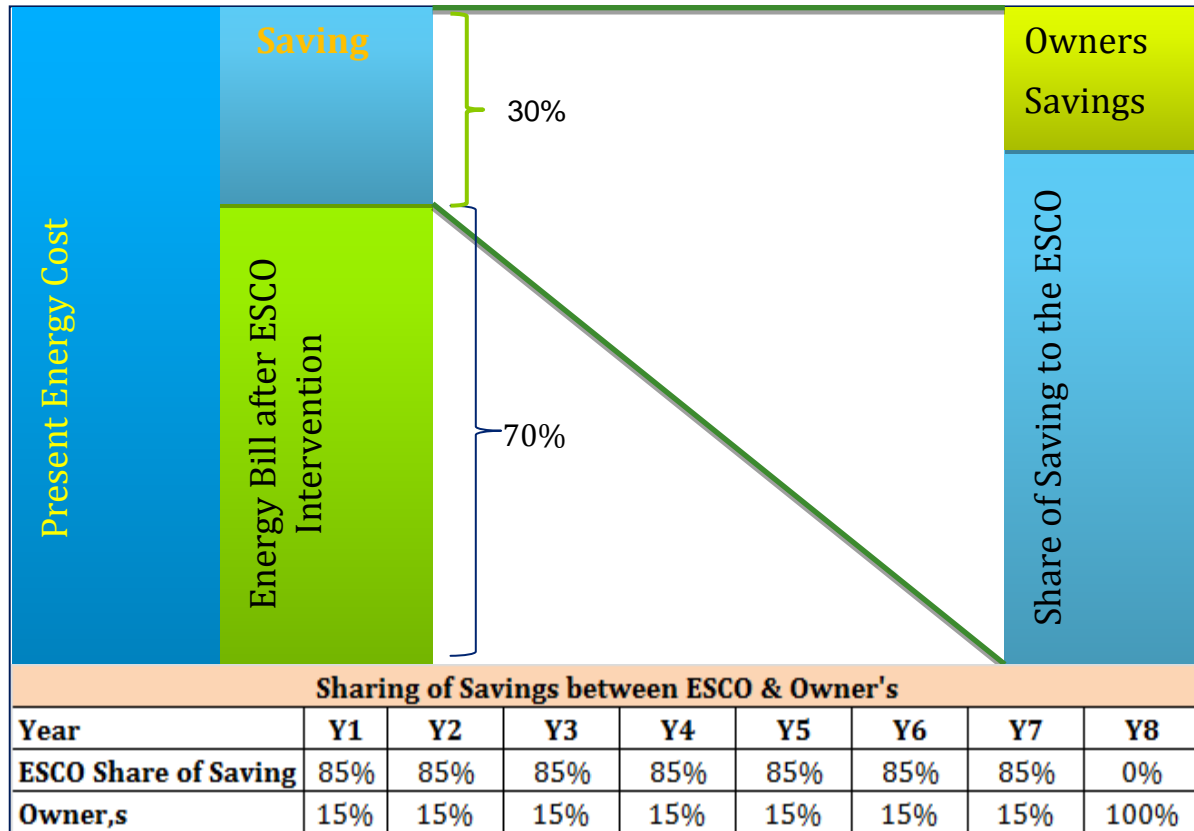 Present Energy Cost
Saving
Energy Bill after ESCO
Intervention
30%
70%
Owners
Savings
Share of Saving to the ESCO
Sharing of Savings between ESCO & Owner's
Year Y1 Y2 Y3 Y4 Y5 Y6 Y7 Y8
ESCO Share of Saving 85% 85% 85% 85% 85% 85% 85% 0%
Owner,s 15% 15% 15% 15% 15% 15% 15% 100%